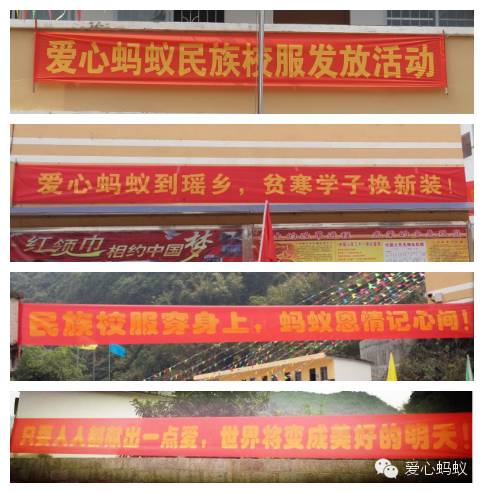 爱心蚂蚁民族校服发放活动
爱心蚂蚁到瑶乡，贫寒学子换新装！
红领巾 相约中国梦
民族校服穿身上，蚂蚁恩情记心间！
只要人人都献出一点爱，世界将变成美好的明天！
爱心蚂蚁